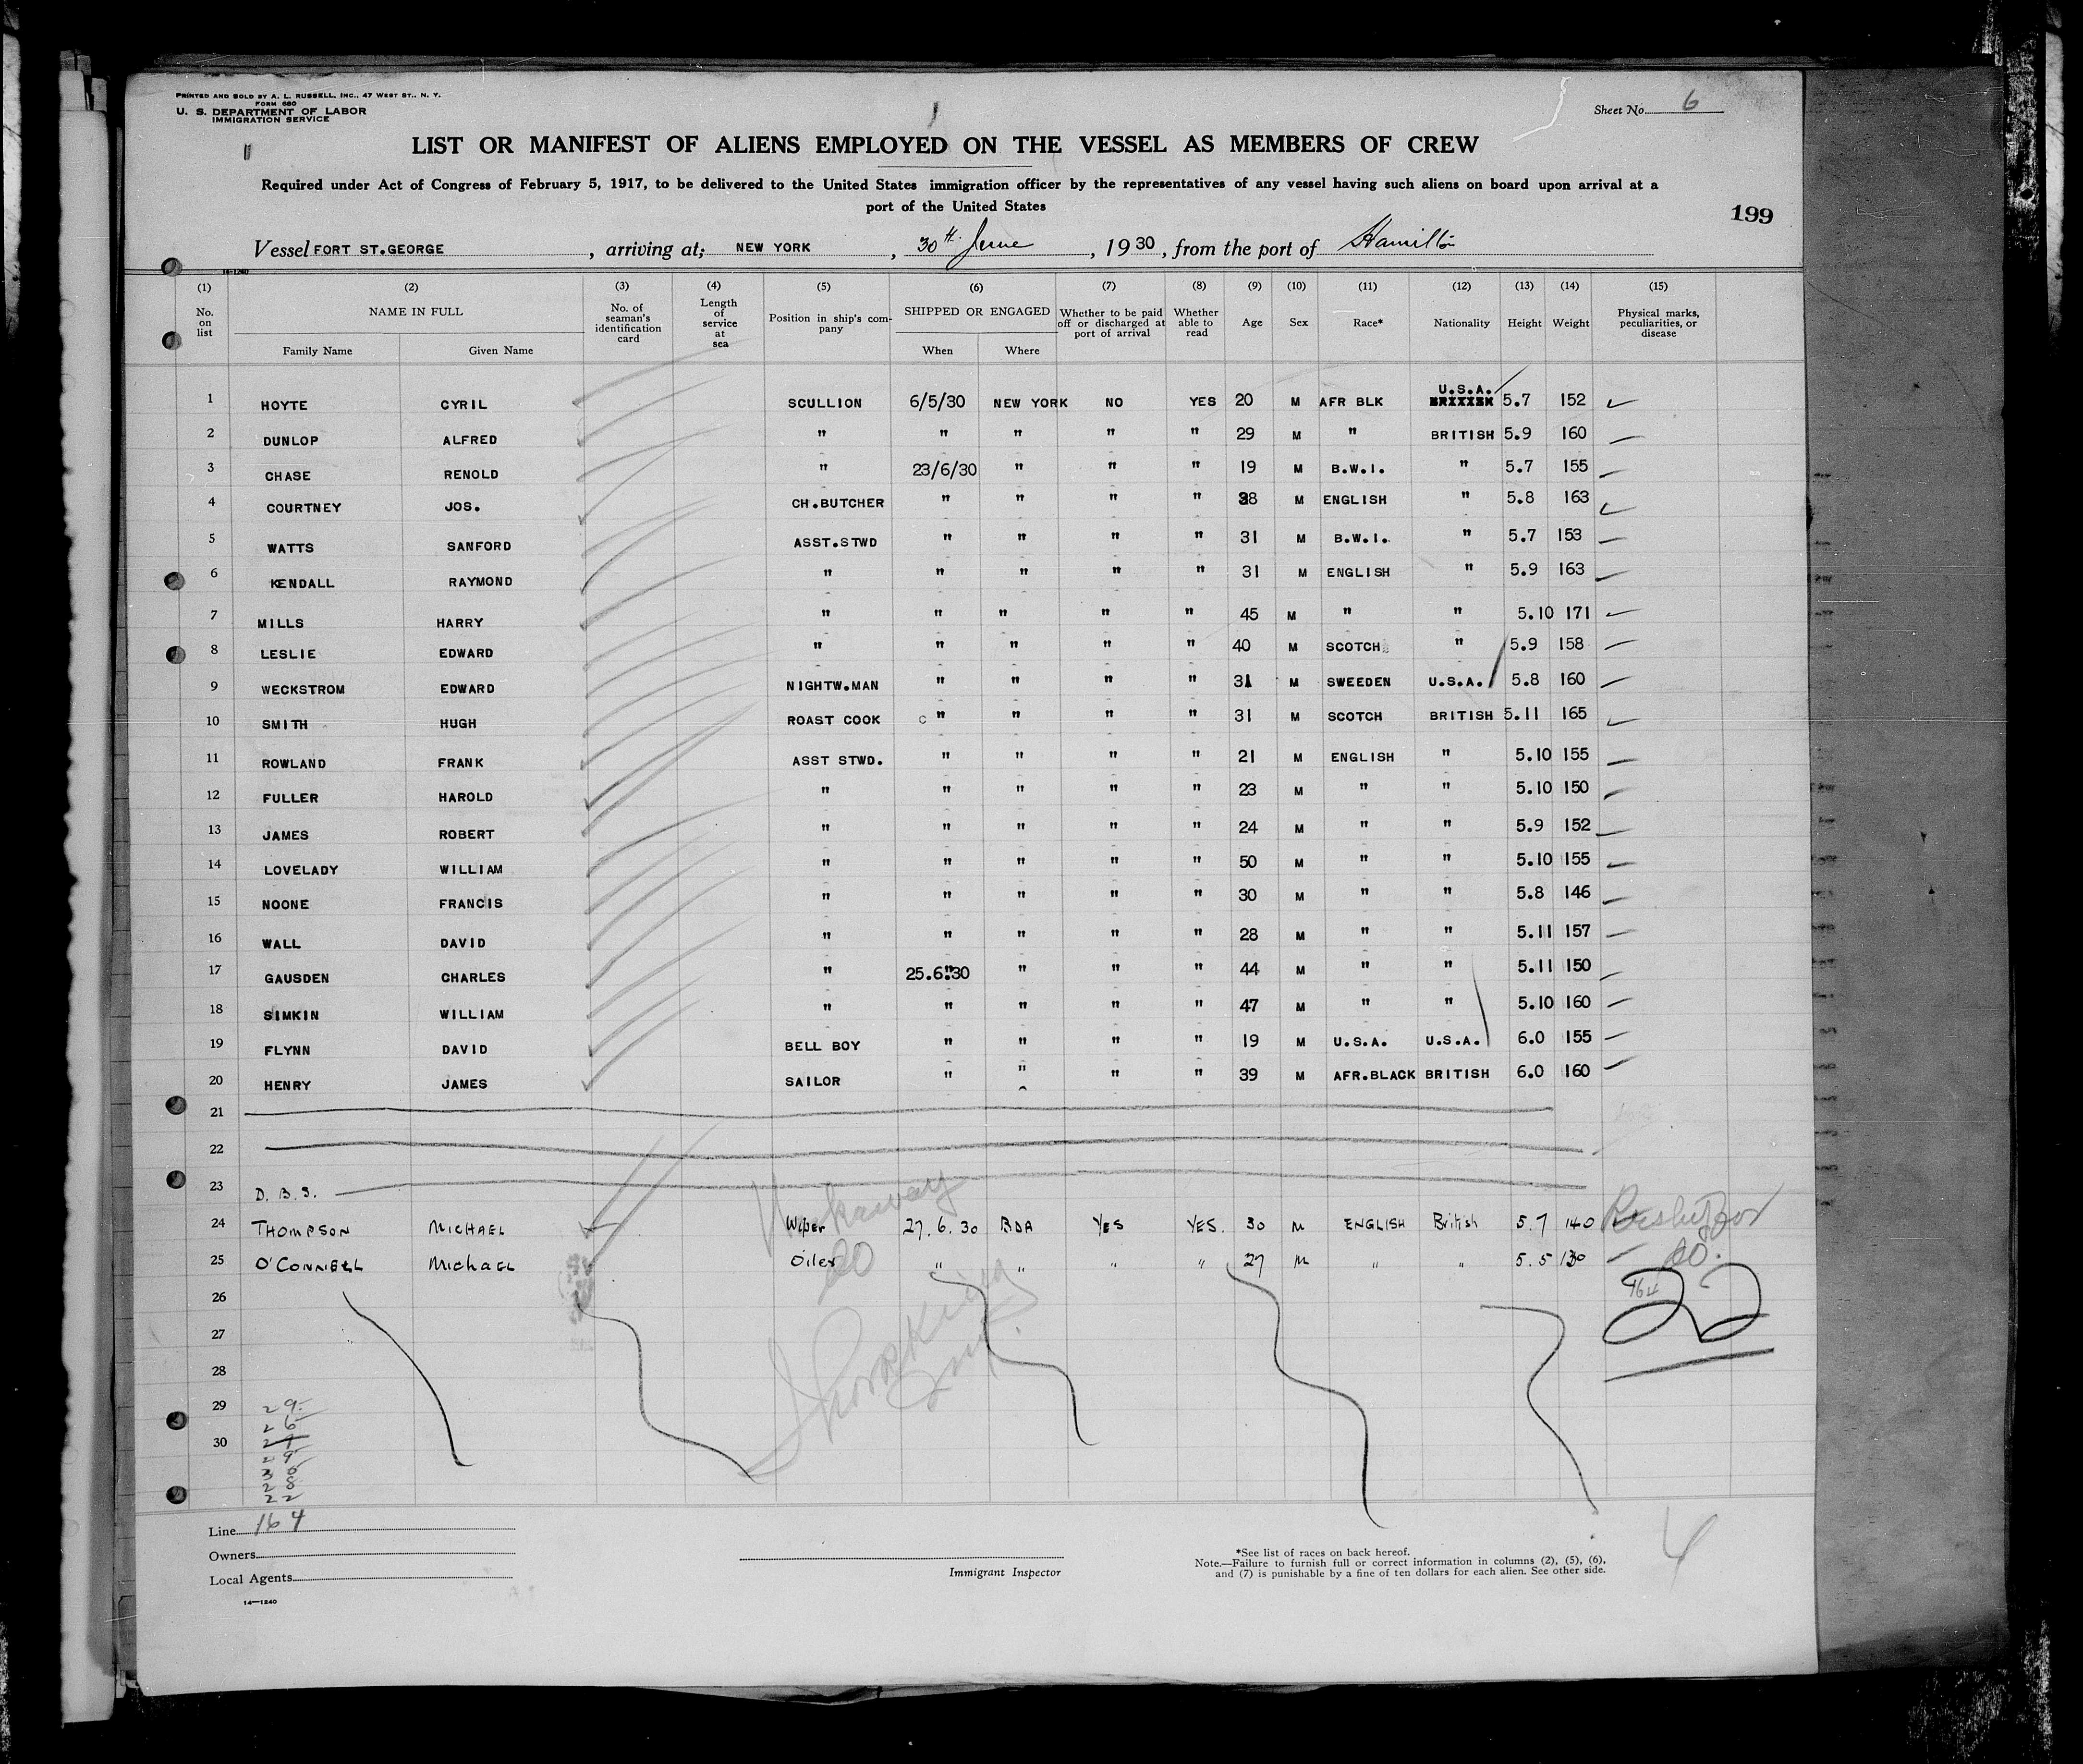 PRINTED AND SOLD BY A. L. RUSSELL, INC., 47 WEST ST., N. Y.
FORM 680
U. S. DEPARTMENT OF LABOR
IMMIGRATION SERVICE
Sheet No. 6
LIST OR MANIFEST OF ALIENS EMPLOYED ON THE VESSEL AS MEMBERS OF CREW
Required under Act of Congress of February 5, 1917, to be delivered to the United States immigration officer by the representatives of any vessel having such aliens on board upon arrival at a
port of the United States
199
Vessel FORT ST.GEORGE, arriving at; NEW YORK, 30th June, 1930, from the port of Hamilton
14-1240
(1) (2) (3) (4) (5) (6) (7) (8) (9) (10) (11) (12) (13) (14) (15)
No. on list NAME IN FULL No. of seaman's identification card Length of service at sea Position in ship's company SHIPPED OR ENGAGED Whether to be paid off or discharged at port of arrival Whether able to read Age Sex Race* Nationality Height Weight Physical marks, peculiarities, or disease
Family Name Given Name When Where
1 HOYTE CYRIL SCULLION 6/5/30 NEW YORK NO YES 20 M AFR BLK U.S.A. 5.7 152
2 DUNLOP ALFRED " " " " " 29 M " BRITISH 5.9 160
3 CHASE RENOLD " 23/6/30 " " " 19 M B.W.I. " 5.7 155
4 COURTNEY JOS. CH.BUTCHER " " " " 38 M ENGLISH " 5.8 163
5 WATTS SANFORD ASST.STWD " " " " 31 M B.W.I. " 5.7 153
6 KENDALL RAYMOND " " " " " 31 M ENGLISH " 5.9 163
7 MILLS HARRY " " " " " 45 M " " 5.10 171
8 LESLIE EDWARD " " " " " 40 M SCOTCH " 5.9 158
9 WECKSTROM EDWARD NIGHTW.MAN " " " " 31 M SWEEDEN U.S.A. 5.8 160
10 SMITH HUGH ROAST COOK " " " " 31 M SCOTCH BRITISH 5.11 165
11 ROWLAND FRANK ASST STWD. " " " " 21 M ENGLISH " 5.10 155
12 FULLER HAROLD " " " " " 23 M " " 5.10 150
13 JAMES ROBERT " " " " " 24 M " " 5.9 152
14 LOVELADY WILLIAM " " " " " 50 M " " 5.10 155
15 NOONE FRANCIS " " " " " 30 M " " 5.8 146
16 WALL DAVID " " " " " 28 M " " 5.11 157
17 GAUSDEN CHARLES " 25.6.30 " " " 44 M " " 5.11 150
18 SIMKIN WILLIAM " " " " " 47 M " " 5.10 160
19 FLYNN DAVID BELL BOY " " " " 19 M U.S.A. U.S.A. 6.0 155
20 HENRY JAMES SAILOR " " " " 39 M AFR.BLACK BRITISH 6.0 160
21
22
23 D. B. S.
24 THOMPSON MICHAEL Wiper 27.6.30 BDA YES YES. 30 M ENGLISH British 5.7 140
25 O'CONNELL MICHAEL Oiler " " " " 27 M " " 5.5 130 DO.
Workaway
DO
26
27
28
29
30
164
22
29
26
29
30
28
22
Line 164
Owners
Local Agents
14-1240
Immigrant Inspector
*See list of races on back hereof.
Note.—Failure to furnish full or correct information in columns (2), (5), (6),
and (7) is punishable by a fine of ten dollars for each alien. See other side.
4